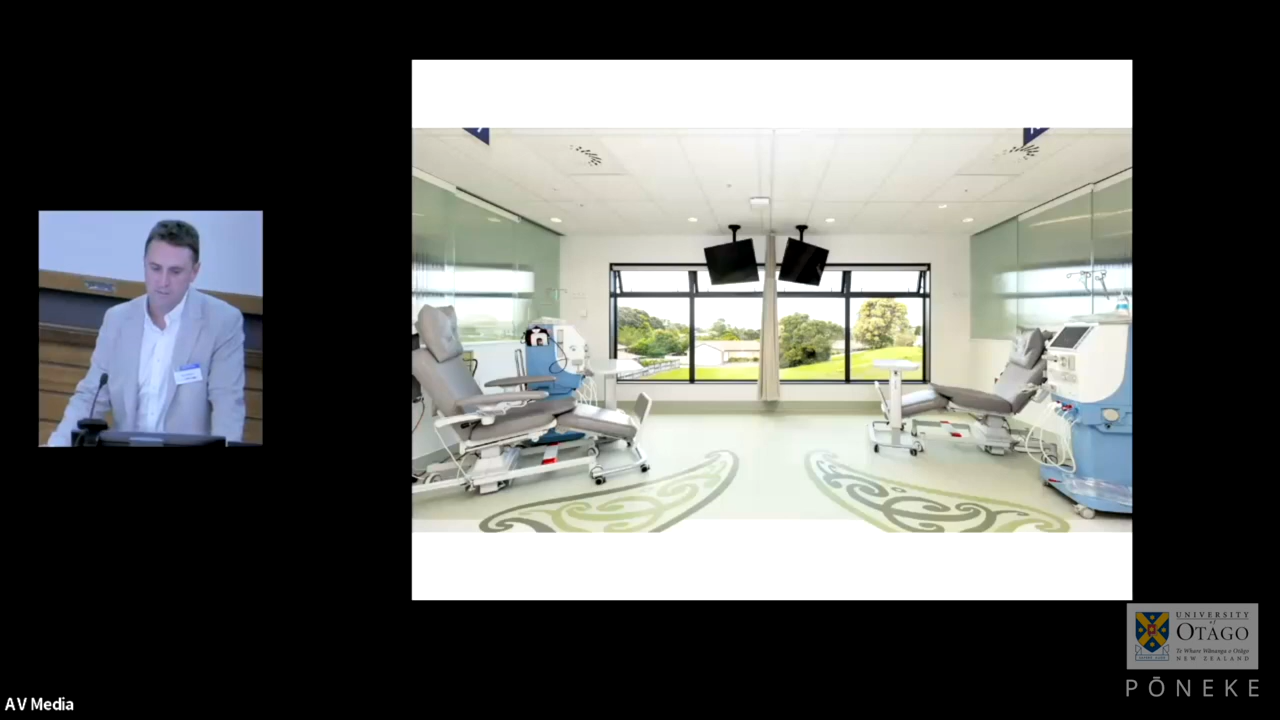 UNIVERSITY
of
OTAGO
Te Whare Wānanga o Otāgo
NEW ZEALAND
PŌNEKE
AV Media